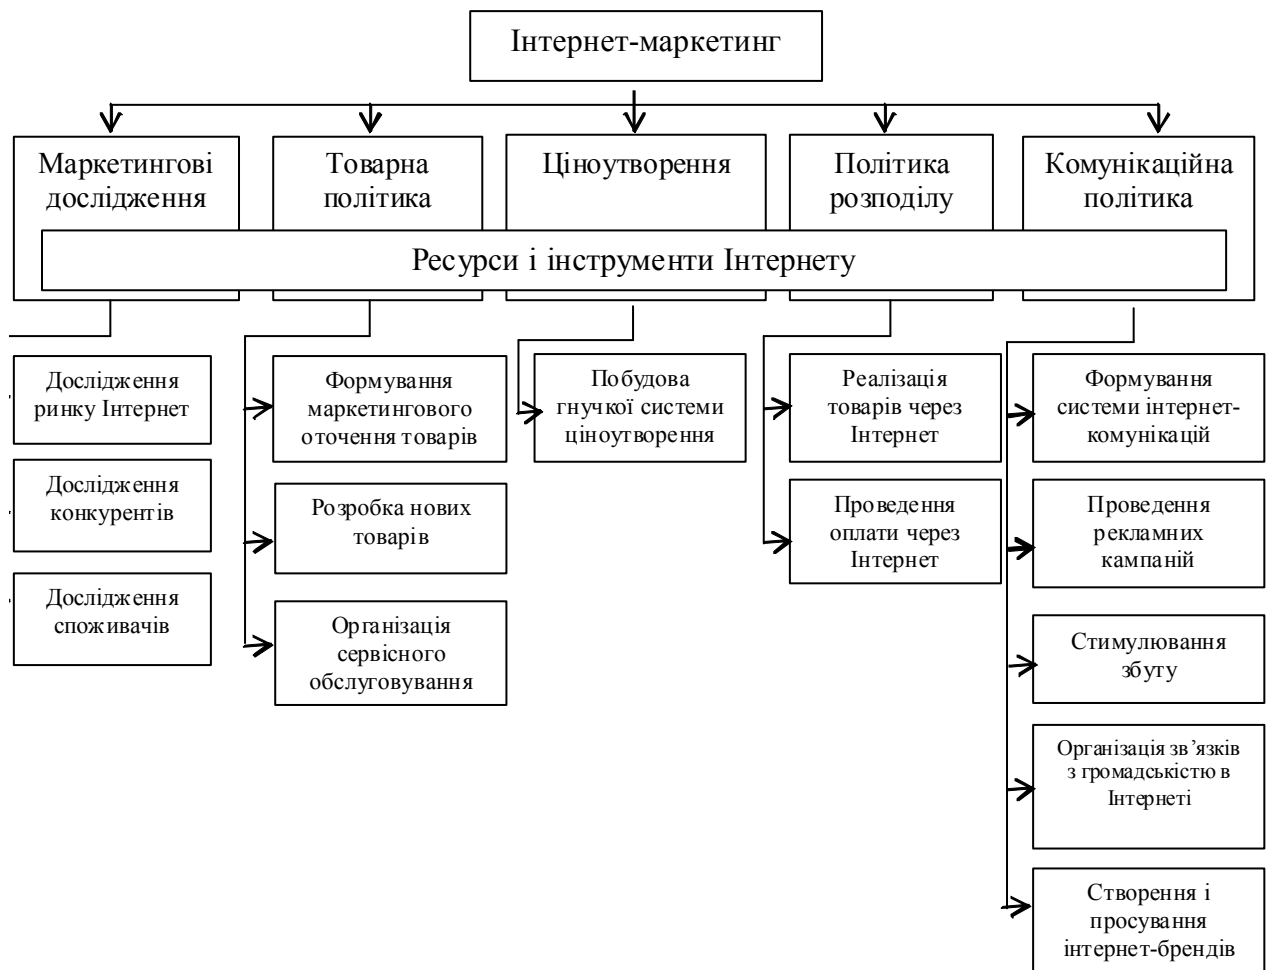 Інтернет-маркетинг
Маркетингові
дослідження
Товарна
політика
Ціноутворення
Політика
розподілу
Комунікаційна
політика
Ресурси і інструменти Інтернету
Дослідження
ринку Інтернет
Дослідження
конкурентів
Дослідження
споживачів
Формування
маркетингового
оточення товарів
Розробка нових
товарів
Організація
сервісного
обслуговування
Побудова
гнучкої системи
ціноутворення
Реалізація
товарів через
Інтернет
Проведення
оплати через
Інтернет
Формування
системи інтернет-
комунікацій
Проведення
рекламних
кампаній
Стимулювання
збуту
Організація зв’язків
з громадськістю в
Інтернеті
Створення і
просування
інтернет-брендів